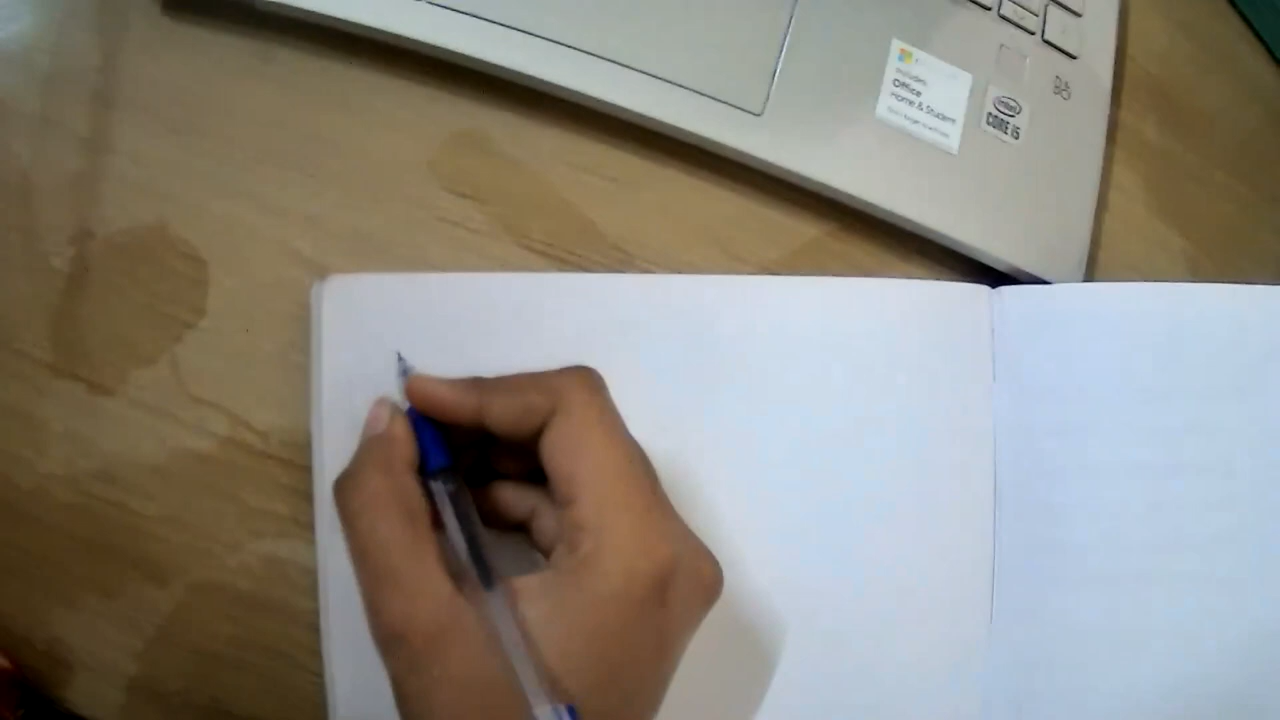 Includes
Office
Home & Student
intel
CORE i5
B&O